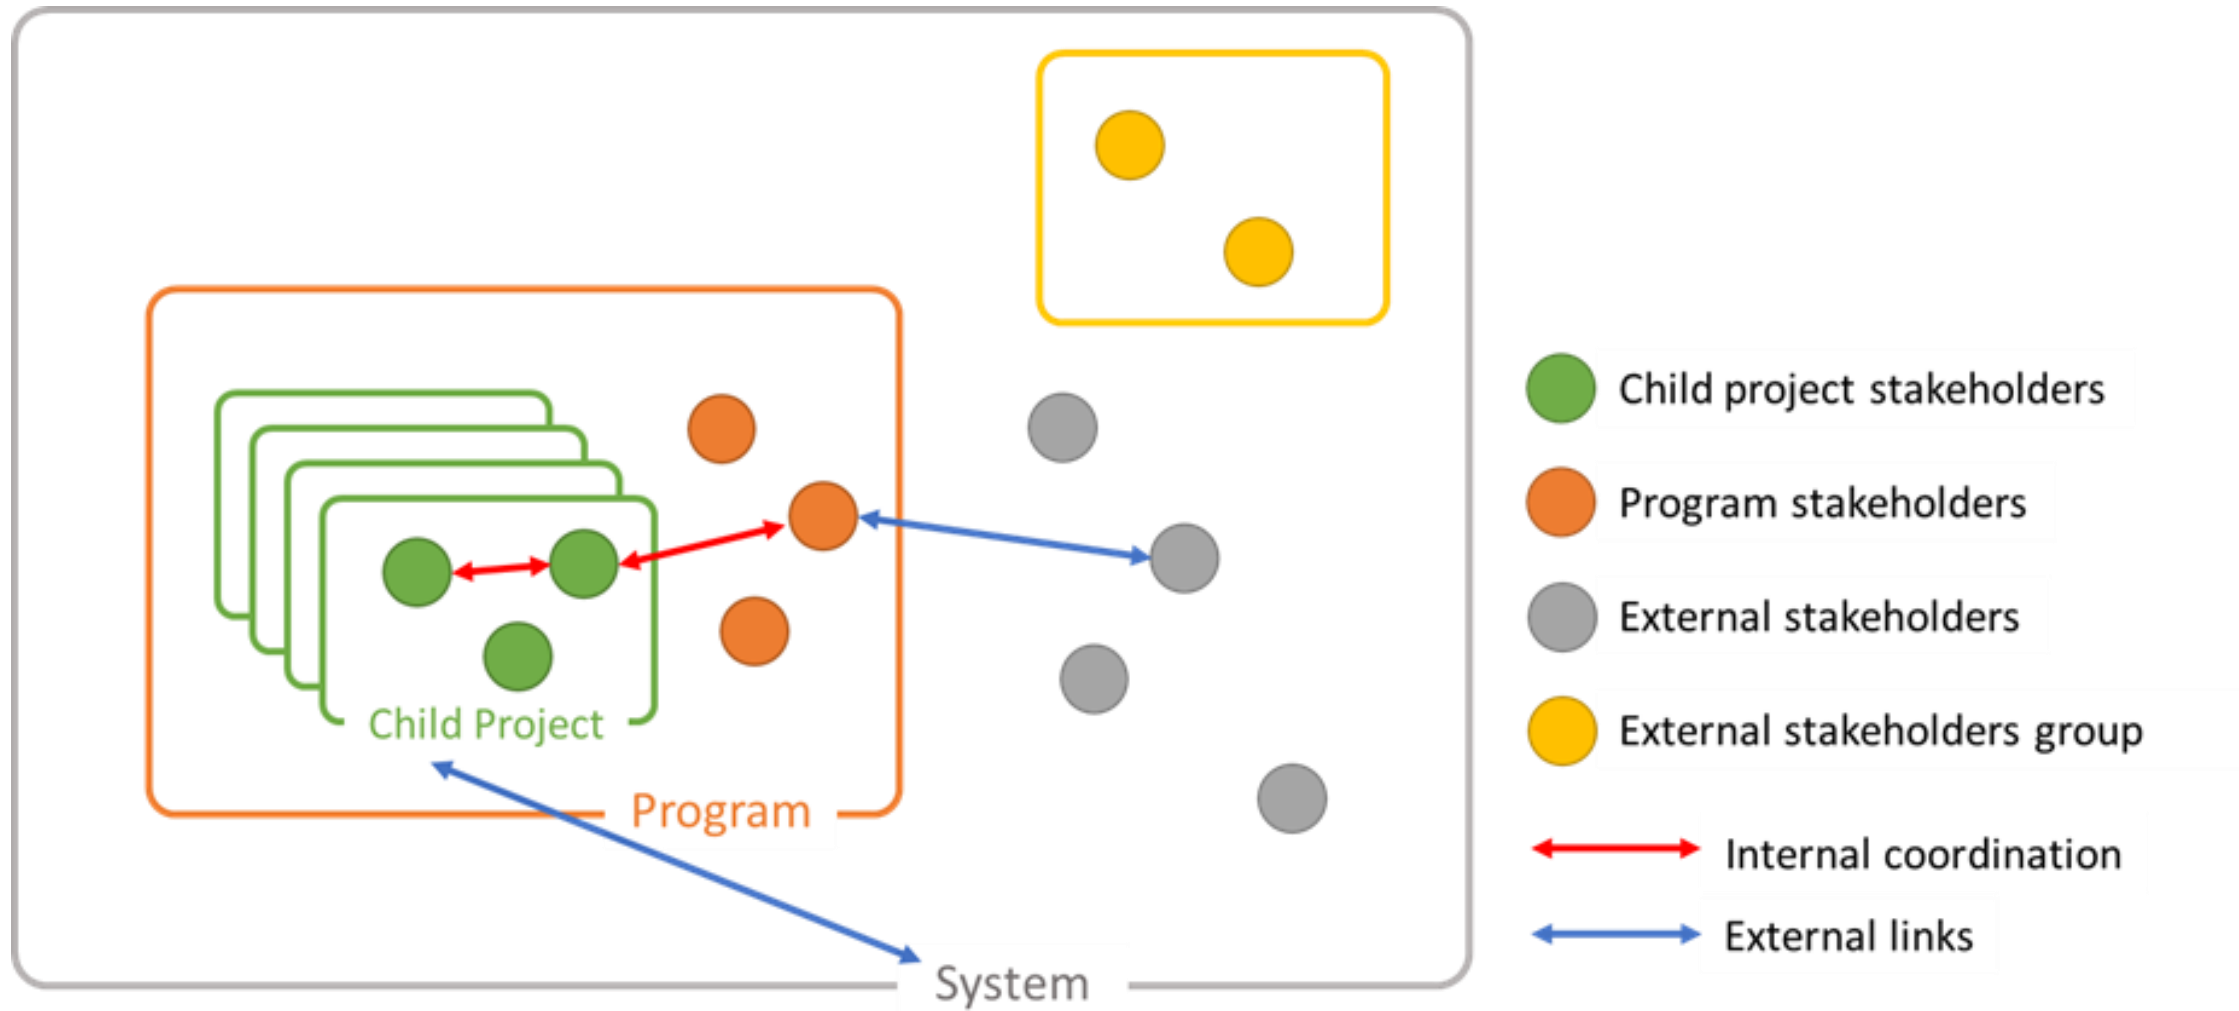 Child Project
Program
System
Child project stakeholders
Program stakeholders
External stakeholders
External stakeholders group
Internal coordination
External links